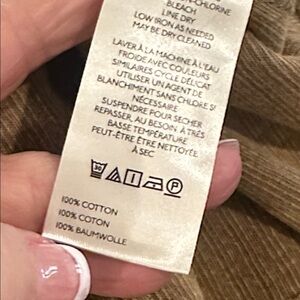 -CHLORINE
BLEACH
LINE DRY
LOW IRON AS NEEDED
MAY BE DRY CLEANED
LAVER À LA MACHINE À L'EAU
FROIDE AVEC COULEURS
SIMILAIRES CYCLE DÉLICAT
UTILISER UN AGENT DE
BLANCHIMENT SANS CHLORE SI
NÉCESSAIRE
SUSPENDRE POUR SÉCHER
REPASSER, AU BESOIN À TRÈS
BASSE TEMPÉRATURE
PEUT-ÊTRE ÊTRE NETTOYÉE
À SEC
P
100% COTTON
100% COTON
100% BAUMWOLLE